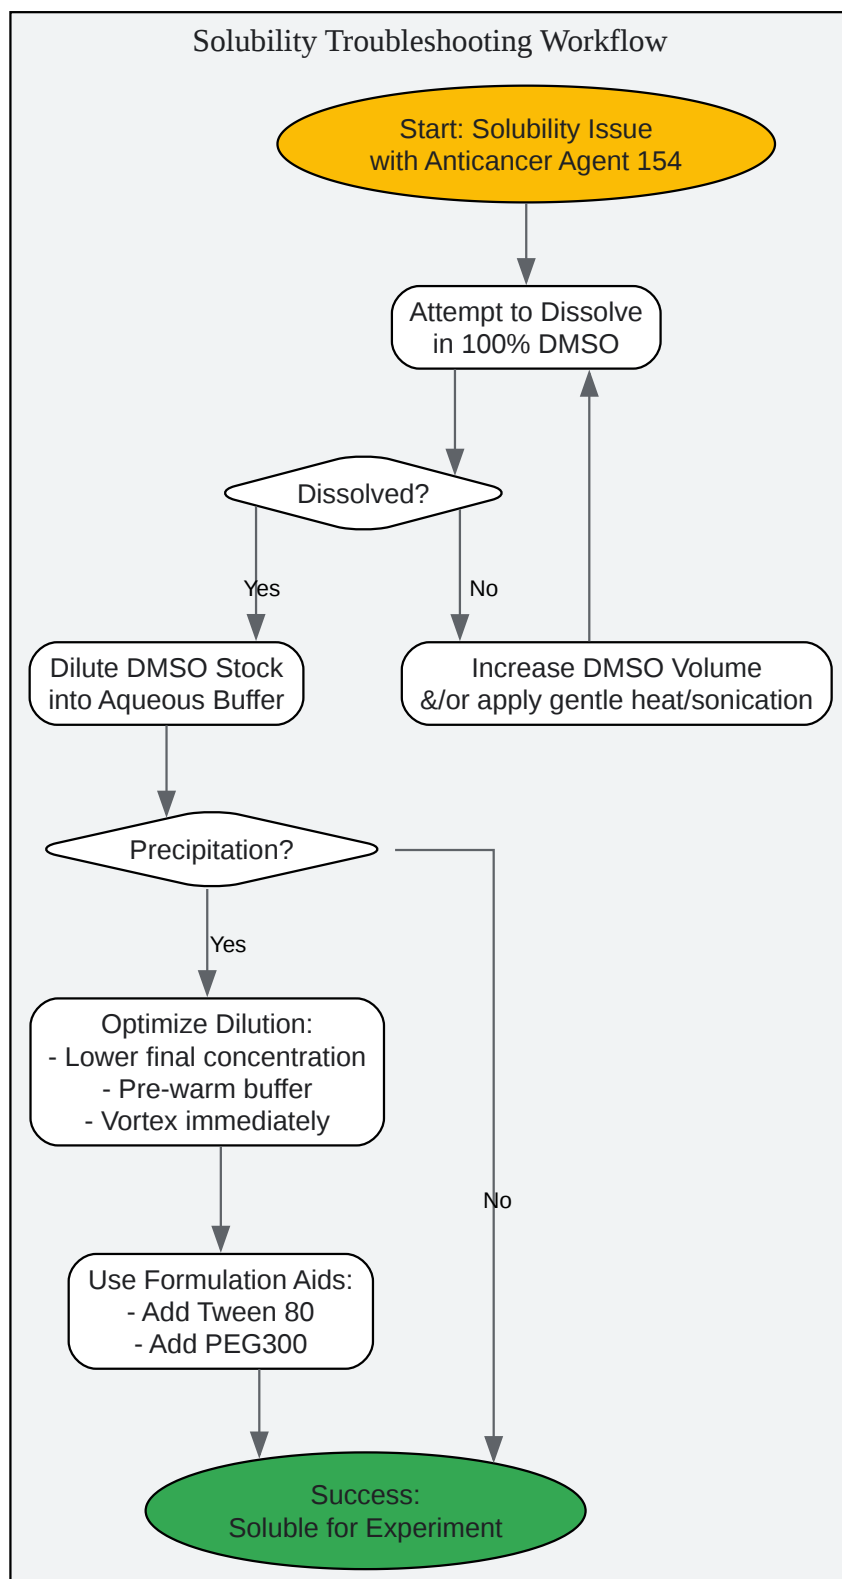 Solubility Troubleshooting Workflow
Start: Solubility Issue
with Anticancer Agent 154
Attempt to Dissolve
in 100% DMSO
Dissolved?
Yes
No
Dilute DMSO Stock
into Aqueous Buffer
Increase DMSO Volume
&/or apply gentle heat/sonication
Precipitation?
Yes
Optimize Dilution:
- Lower final concentration
- Pre-warm buffer
- Vortex immediately
No
Use Formulation Aids:
- Add Tween 80
- Add PEG300
Success:
Soluble for Experiment